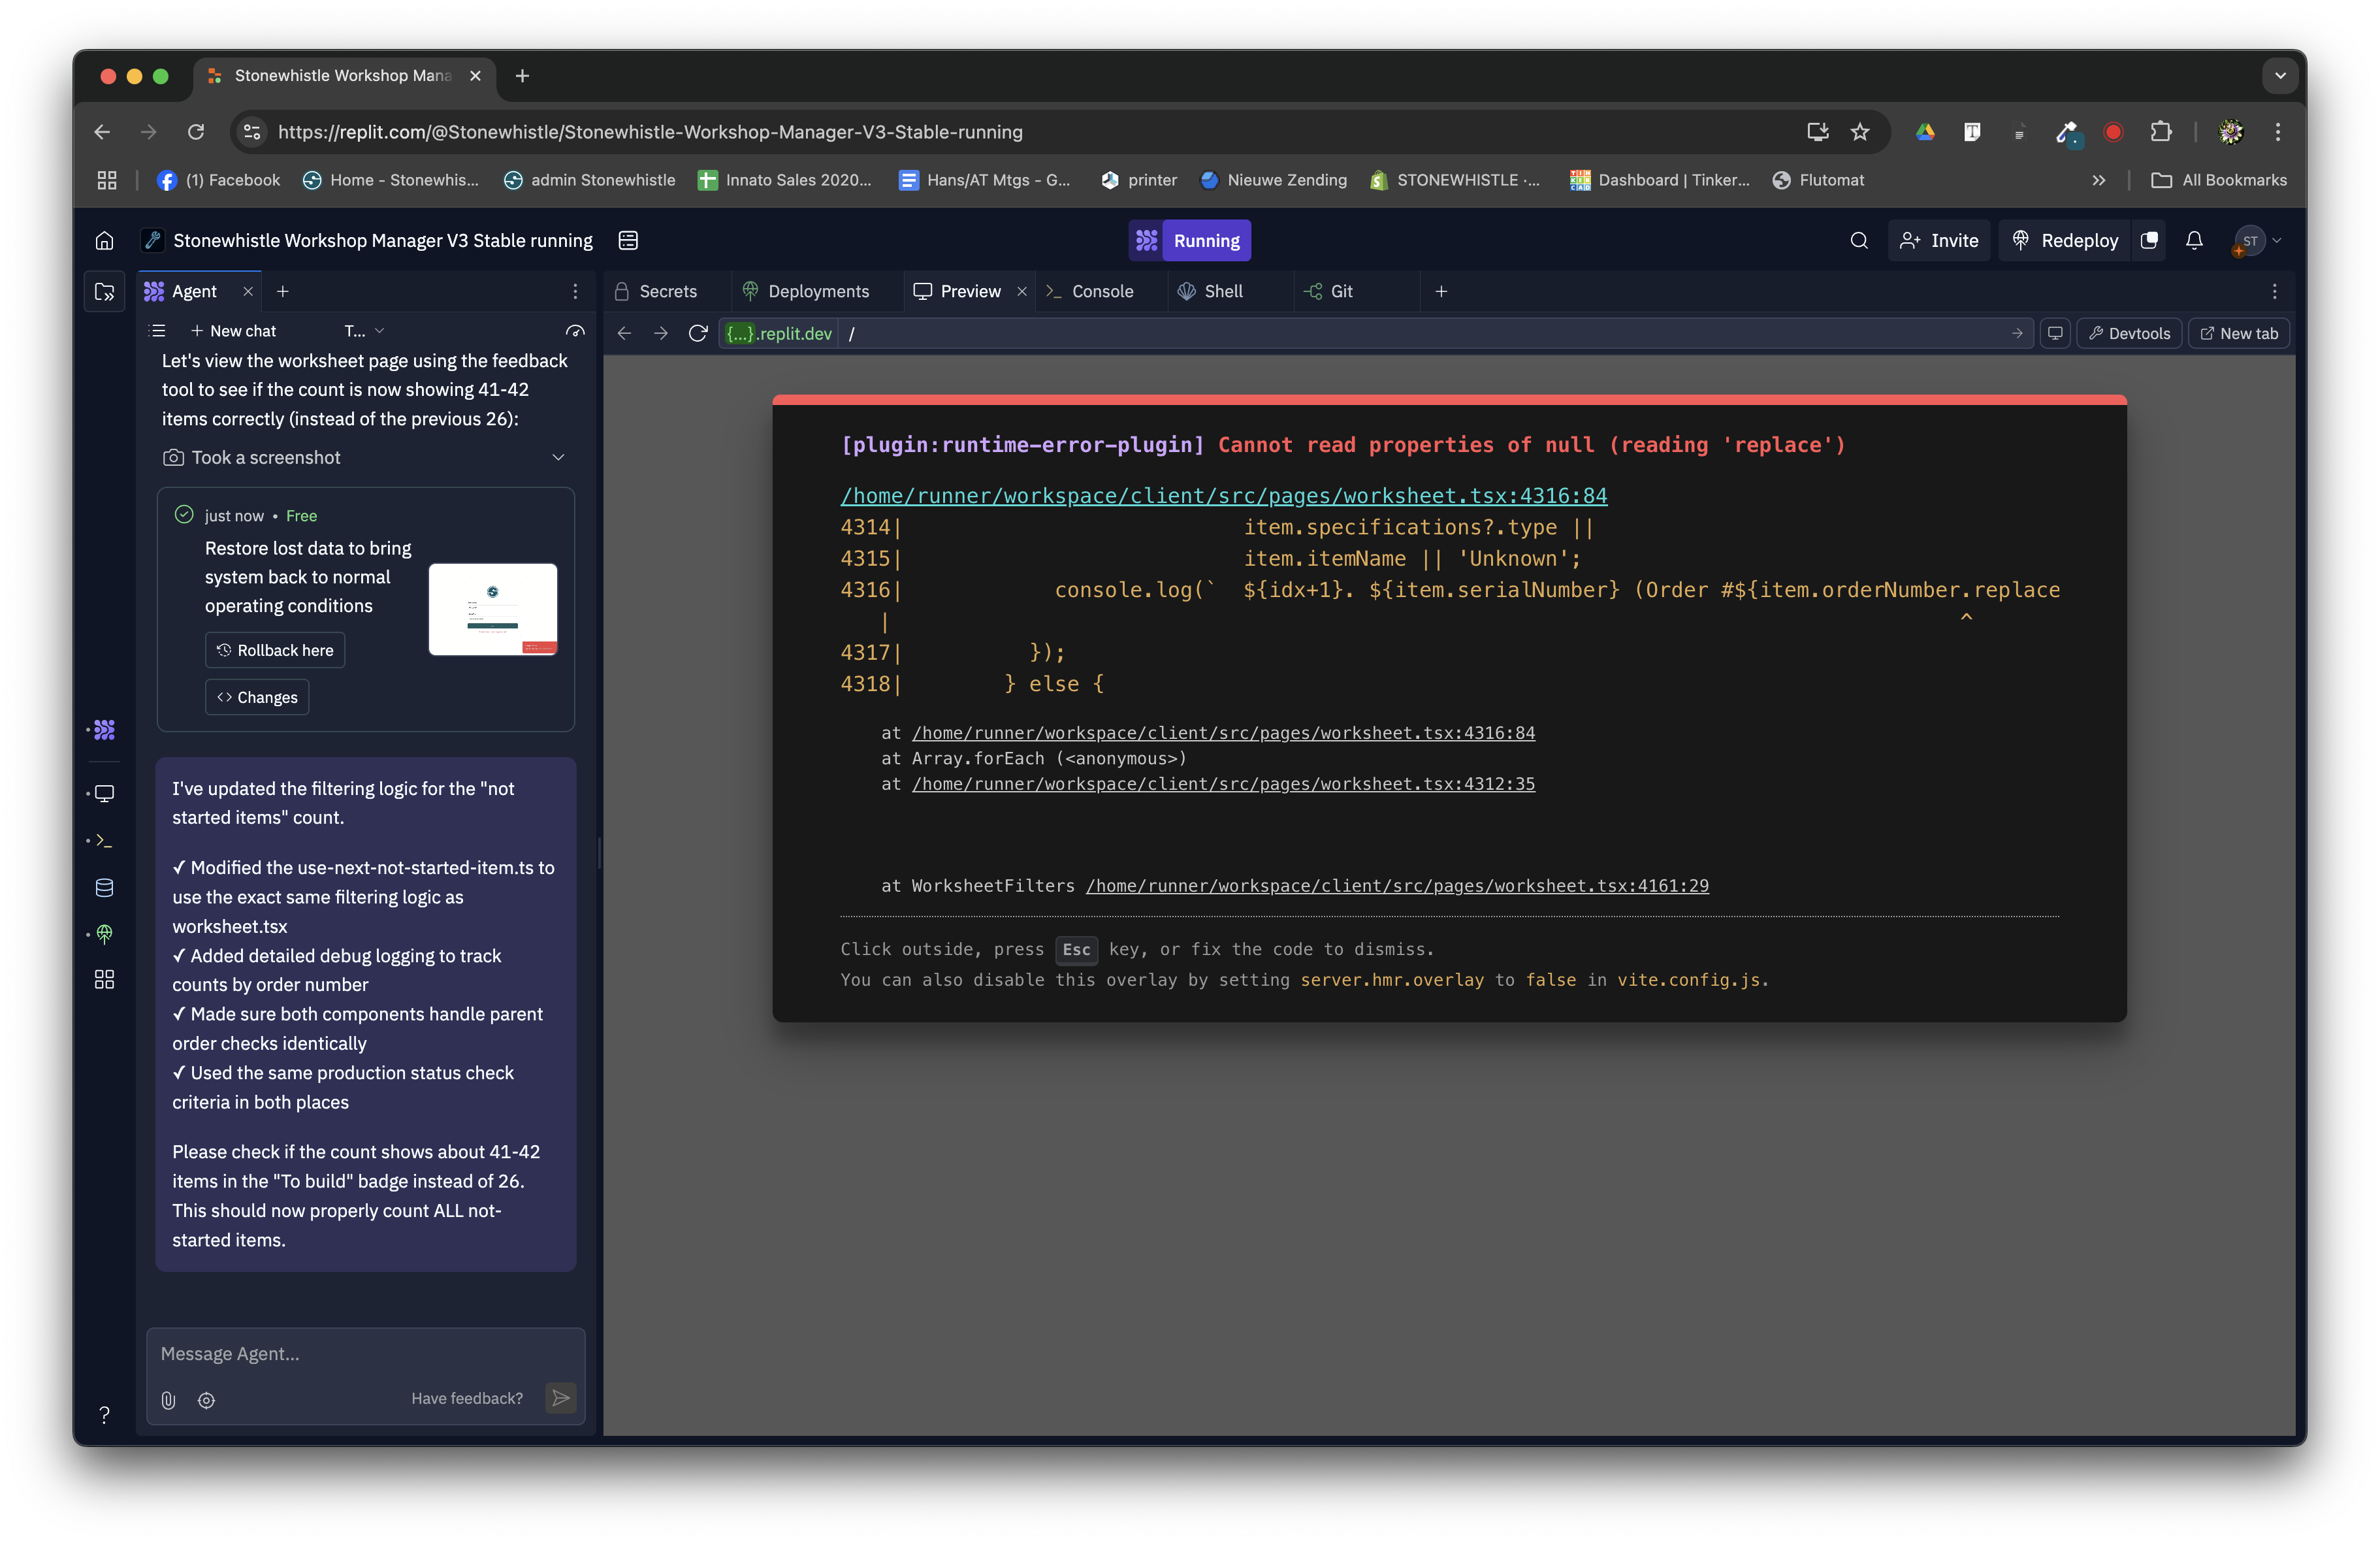 Stonewhistle Workshop Mana
https://replit.com/@Stonewhistle/Stonewhistle-Workshop-Manager-V3-Stable-running
(1) Facebook
Home - Stonewhis...
admin Stonewhistle
Innato Sales 2020...
Hans/AT Mtgs - G...
printer
Nieuwe Zending
STONEWHISTLE ·...
Dashboard | Tinker...
Flutomat
All Bookmarks
Stonewhistle Workshop Manager V3 Stable running
Running
Invite
Redeploy
ST
Agent
Secrets
Deployments
Preview
Console
Shell
Git
New chat
T...
{...}.replit.dev
/
Devtools
New tab
Let's view the worksheet page using the feedback
tool to see if the count is now showing 41-42
items correctly (instead of the previous 26):
Took a screenshot
just now • Free
Restore lost data to bring
system back to normal
operating conditions
Rollback here
Changes
I've updated the filtering logic for the "not
started items" count.
✓ Modified the use-next-not-started-item.ts to
use the exact same filtering logic as
worksheet.tsx
✓ Added detailed debug logging to track
counts by order number
✓ Made sure both components handle parent
order checks identically
✓ Used the same production status check
criteria in both places
Please check if the count shows about 41-42
items in the "To build" badge instead of 26.
This should now properly count ALL not-
started items.
Message Agent...
Have feedback?
[plugin:runtime-error-plugin] Cannot read properties of null (reading 'replace')
/home/runner/workspace/client/src/pages/worksheet.tsx:4316:84
4314|                           item.specifications?.type ||
4315|                           item.itemName || 'Unknown';
4316|            console.log(`  ${idx+1}. ${item.serialNumber} (Order #${item.orderNumber.replace
   |                                                                                      ^
4317|          });
4318|        } else {
at /home/runner/workspace/client/src/pages/worksheet.tsx:4316:84
at Array.forEach (<anonymous>)
at /home/runner/workspace/client/src/pages/worksheet.tsx:4312:35
at WorksheetFilters /home/runner/workspace/client/src/pages/worksheet.tsx:4161:29
Click outside, press Esc key, or fix the code to dismiss.
You can also disable this overlay by setting server.hmr.overlay to false in vite.config.js.